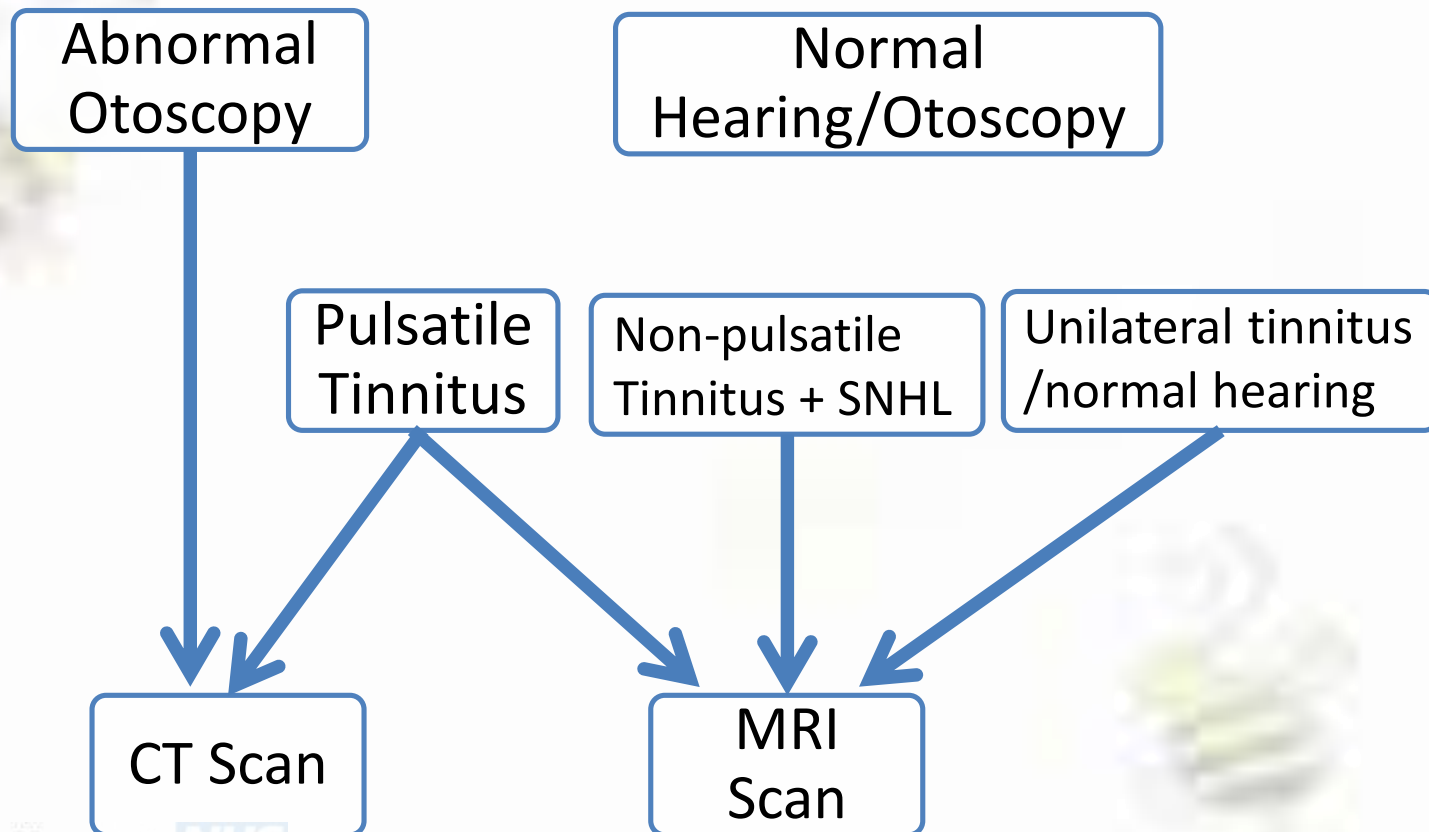 Abnormal
Otoscopy
Normal
Hearing/Otoscopy
Pulsatile
Tinnitus
Non-pulsatile
Tinnitus + SNHL
Unilateral tinnitus
/normal hearing
CT Scan
MRI
Scan